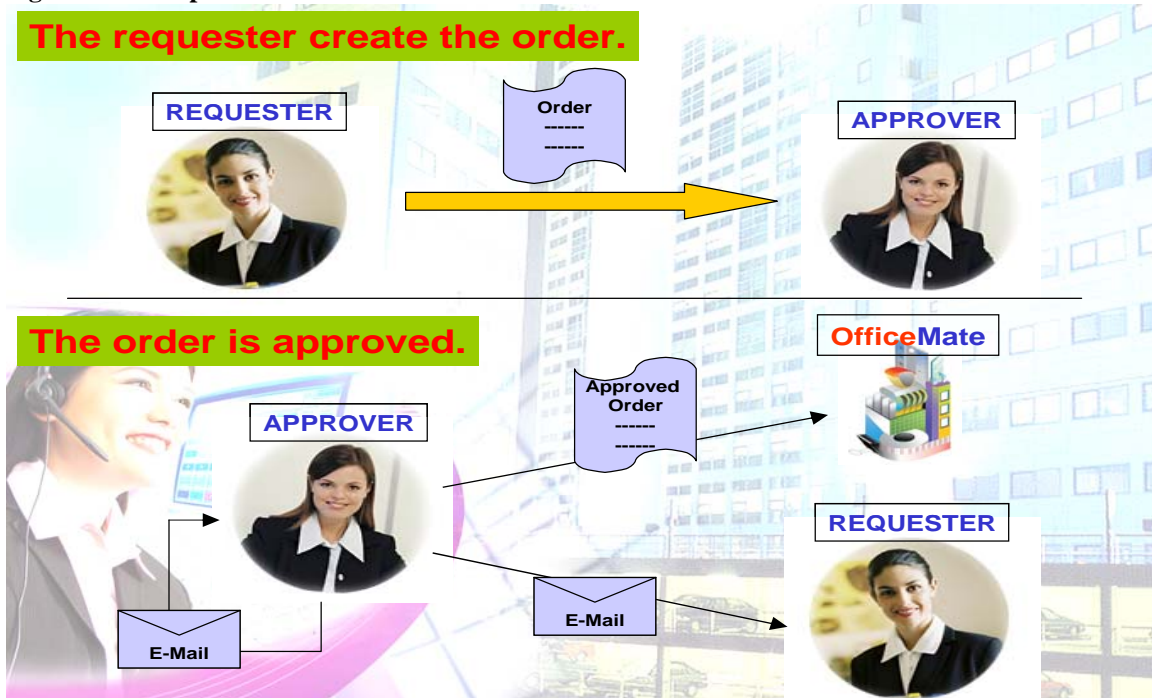 The requester create the order.
REQUESTER
Order
------
------
APPROVER
The order is approved.
OfficeMate
Approved
Order
------
------
APPROVER
REQUESTER
E-Mail
E-Mail